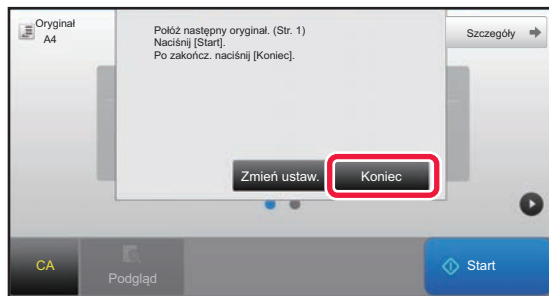 Oryginał
A4
Położ następny oryginał. (Str. 1)
Naciśnij [Start].
Po zakończ. naciśnij [Koniec].
Szczegóły
Zmień ustaw.
Koniec
CA
Podgląd
Start